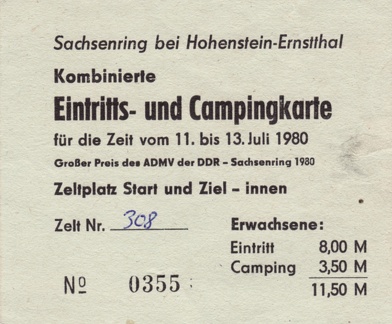 Sachsenring bei Hohenstein-Ernstthal
Kombinierte
Eintritts- und Campingkarte
für die Zeit vom 11. bis 13. Juli 1980
Großer Preis des ADMV der DDR – Sachsenring 1980
Zeltplatz Start und Ziel – innen
Zelt Nr. 308
Erwachsene:
Eintritt 8,00 M
Camping 3,50 M
11,50 M
Nº 0355